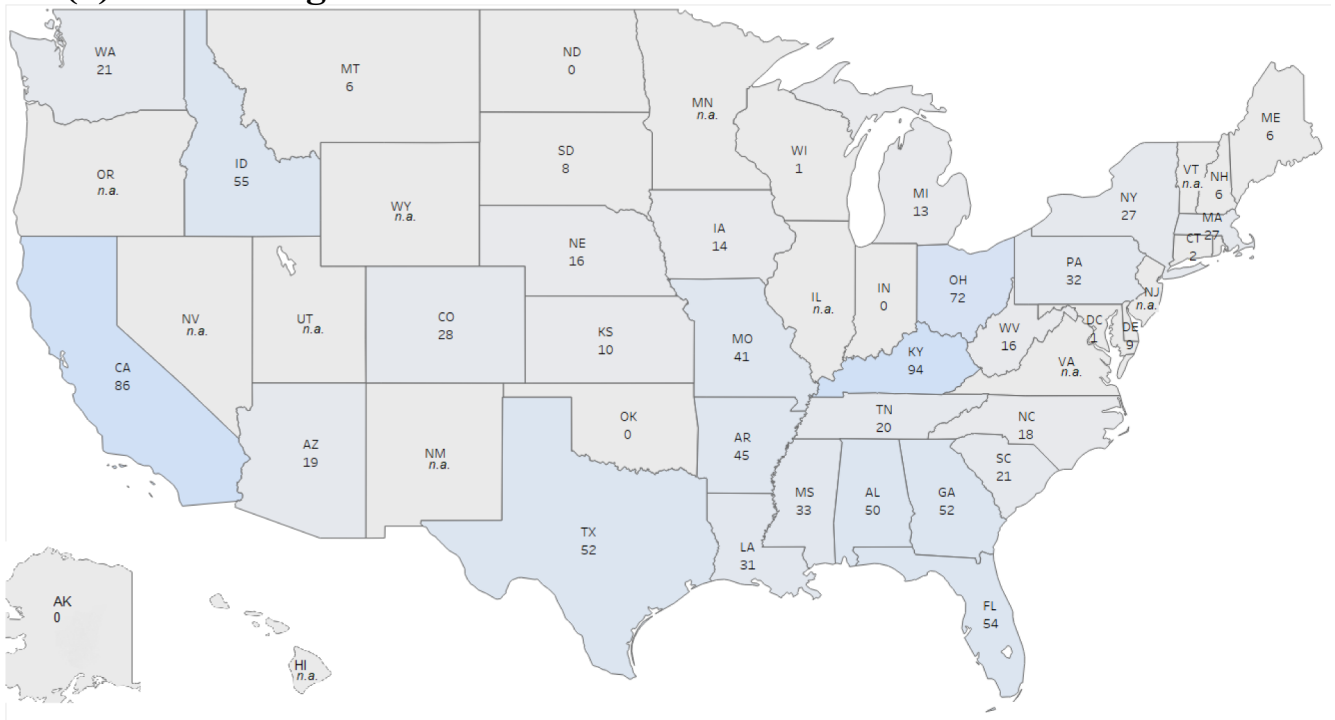 WA
21
MT
6
ND
0
MN
n.a.
ME
6
OR
n.a.
ID
55
SD
8
WI
1
MI
13
VT
n.a.
NH
6
NY
27
MA
27
CT
2
WY
n.a.
IA
14
NE
16
PA
32
OH
72
IL
n.a.
IN
0
NJ
n.a.
NV
n.a.
UT
n.a.
CO
28
KS
10
MO
41
WV
16
DC
1
DE
9
KY
94
VA
n.a.
CA
86
OK
0
TN
20
NC
18
AZ
19
NM
n.a.
AR
45
SC
21
MS
33
AL
50
GA
52
TX
52
LA
31
FL
54
AK
0
HI
n.a.